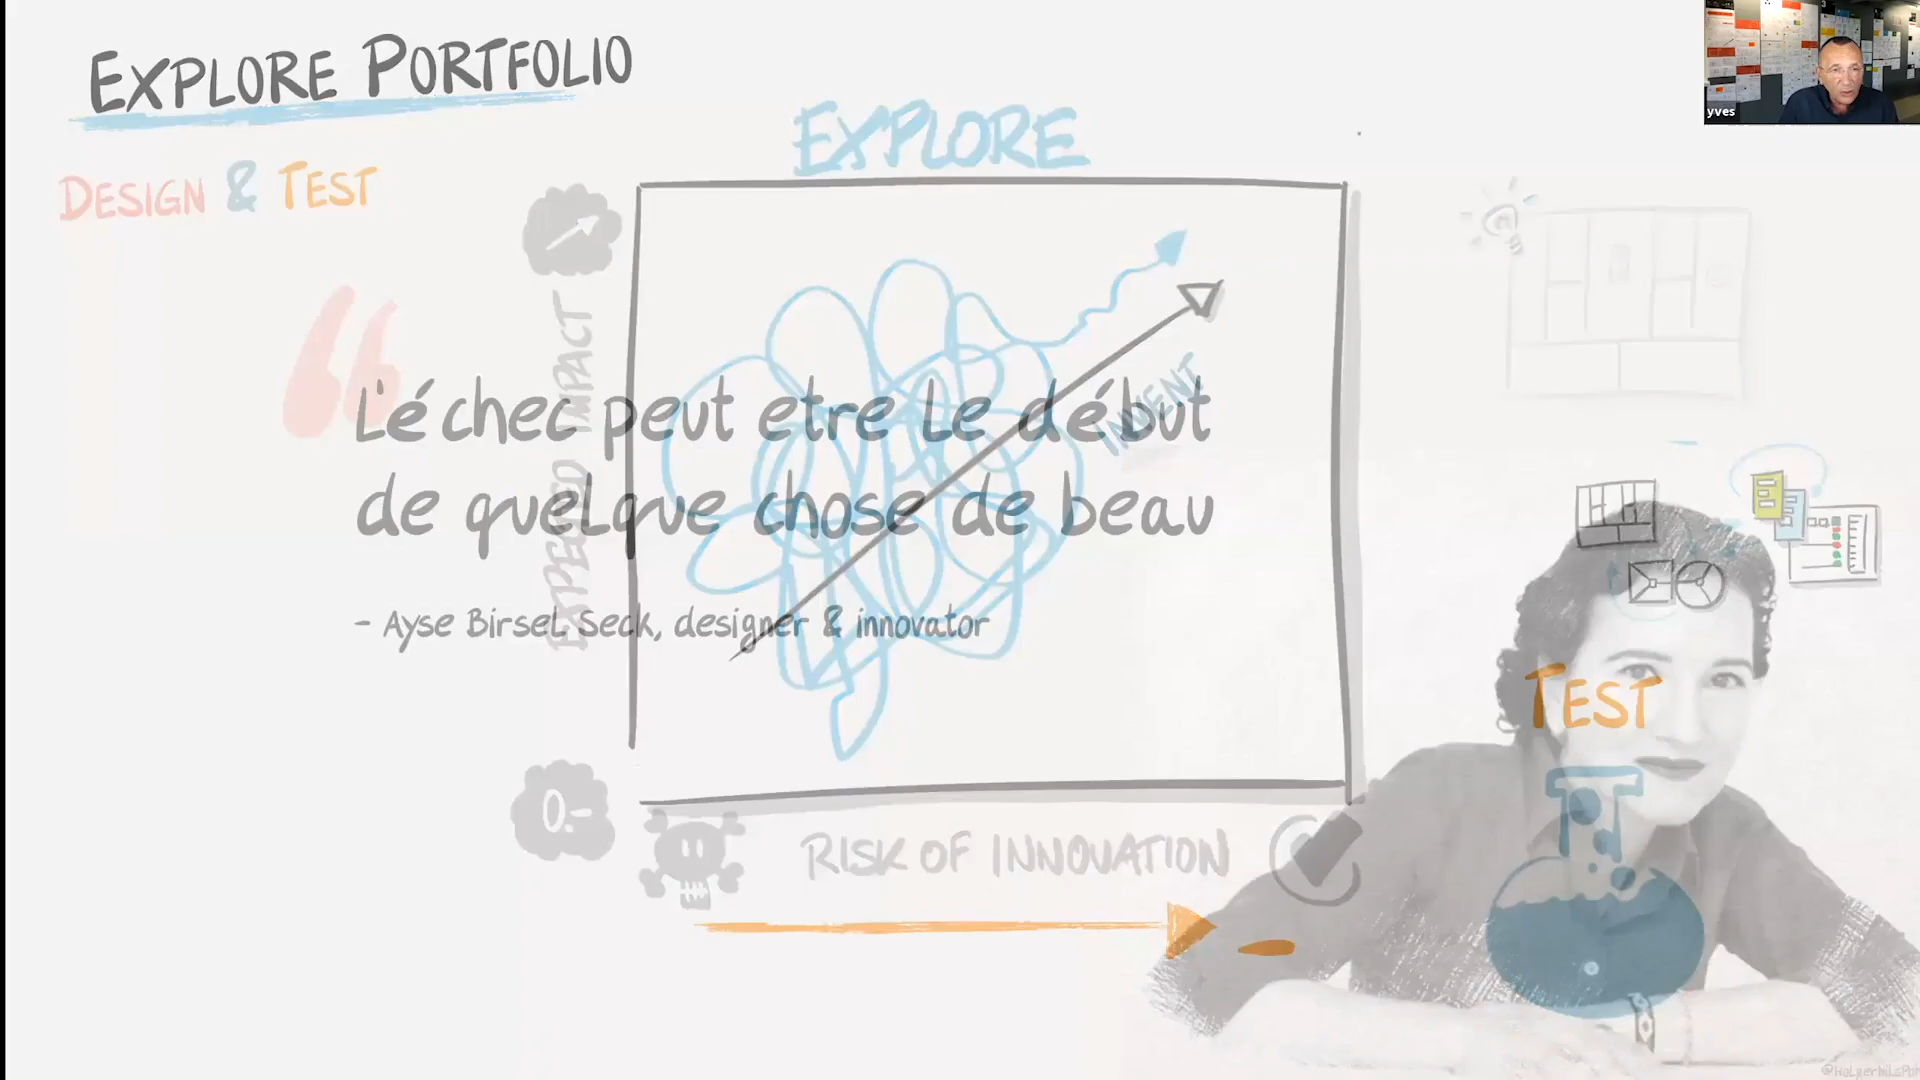 EXPLORE PORTFOLIO
yves
EXPLORE
DESIGN & TEST
EXPECTED IMPACT
INVENT
“
L'échec peut etre Le début
de queLque chose de beau
- Ayse BirseL Seck, designer & innovator
TEST
0.-
RISK OF INNOVATION